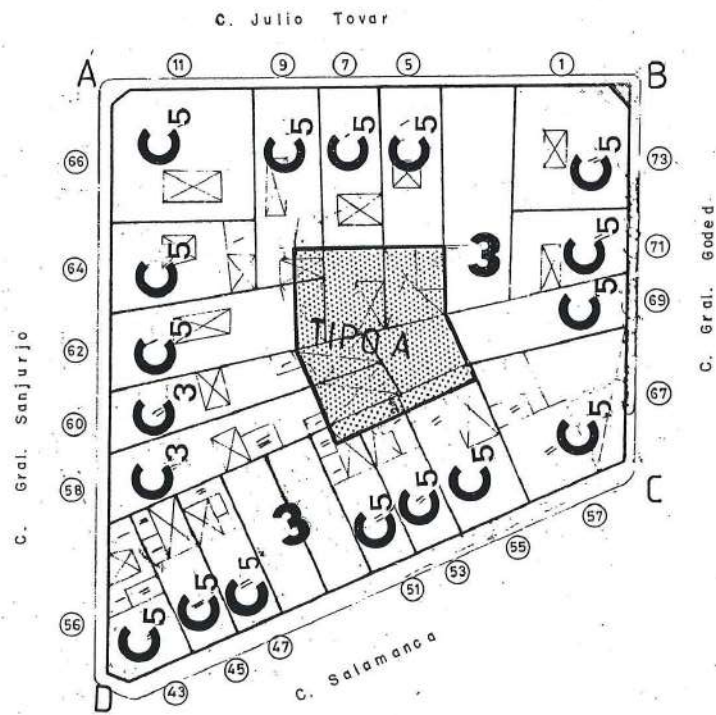 C. Julio Tovar
A
11
9
7
5
1
B
66
C5
C5
C5
C5
C5
73
64
C5
3
C5
71
C. Gral. Goded
C5
69
62
C5
TIPO A
C. Gral. Sanjurjo
60
C3
67
58
C3
C5
C5
C5
C5
C
3
57
55
53
51
56
C5
C5
C5
47
45
43
D
C. Salamanca